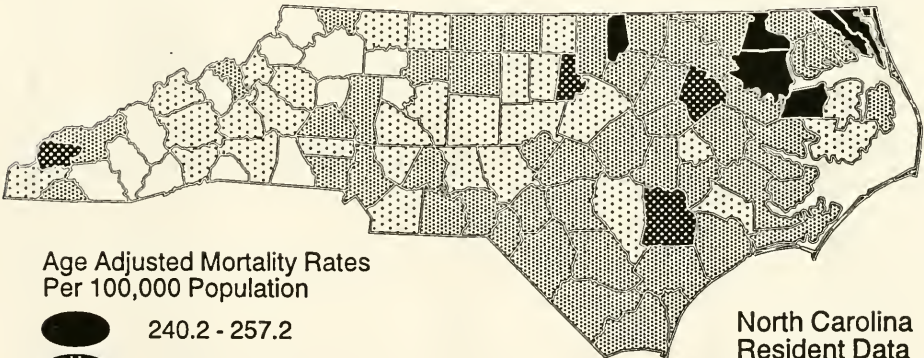 Age Adjusted Mortality Rates
Per 100,000 Population
240.2 - 257.2
North Carolina
Resident Data